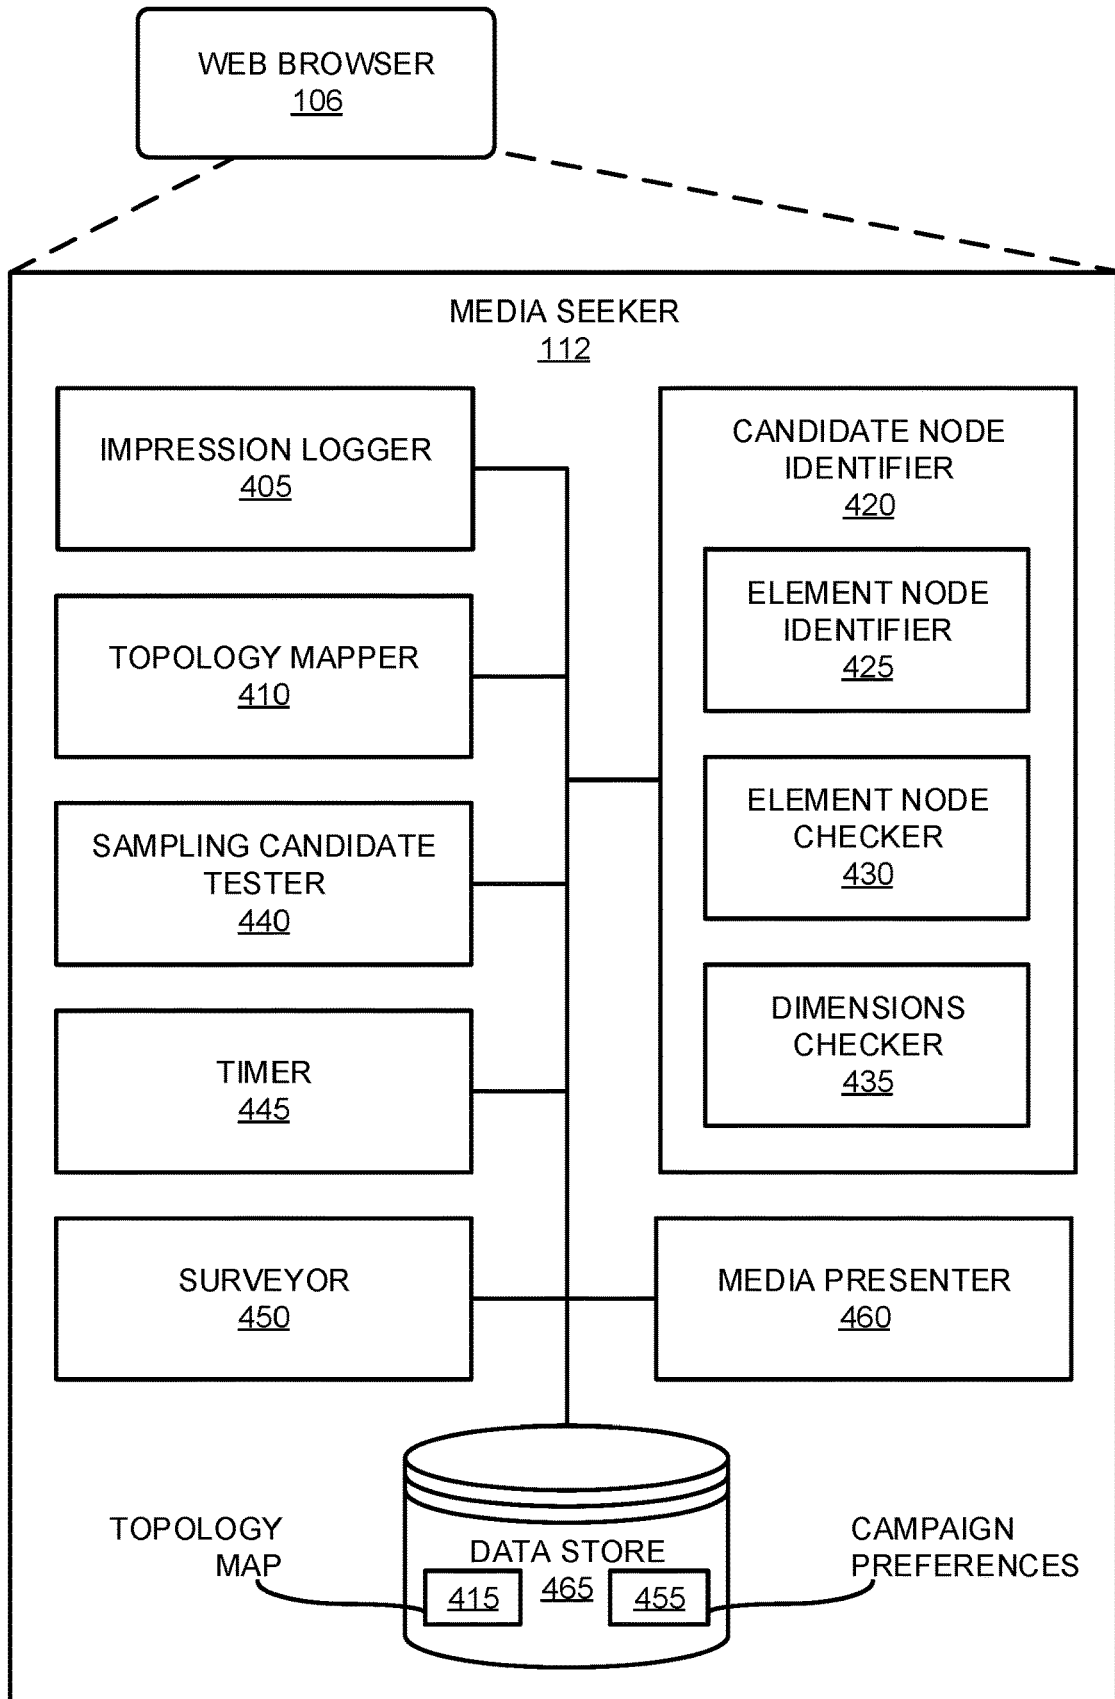 WEB BROWSER
106
MEDIA SEEKER
112
IMPRESSION LOGGER
405
TOPOLOGY MAPPER
410
SAMPLING CANDIDATE
TESTER
440
TIMER
445
SURVEYOR
450
CANDIDATE NODE
IDENTIFIER
420
ELEMENT NODE
IDENTIFIER
425
ELEMENT NODE
CHECKER
430
DIMENSIONS
CHECKER
435
MEDIA PRESENTER
460
TOPOLOGY
MAP
DATA STORE
465
415
455
CAMPAIGN
PREFERENCES